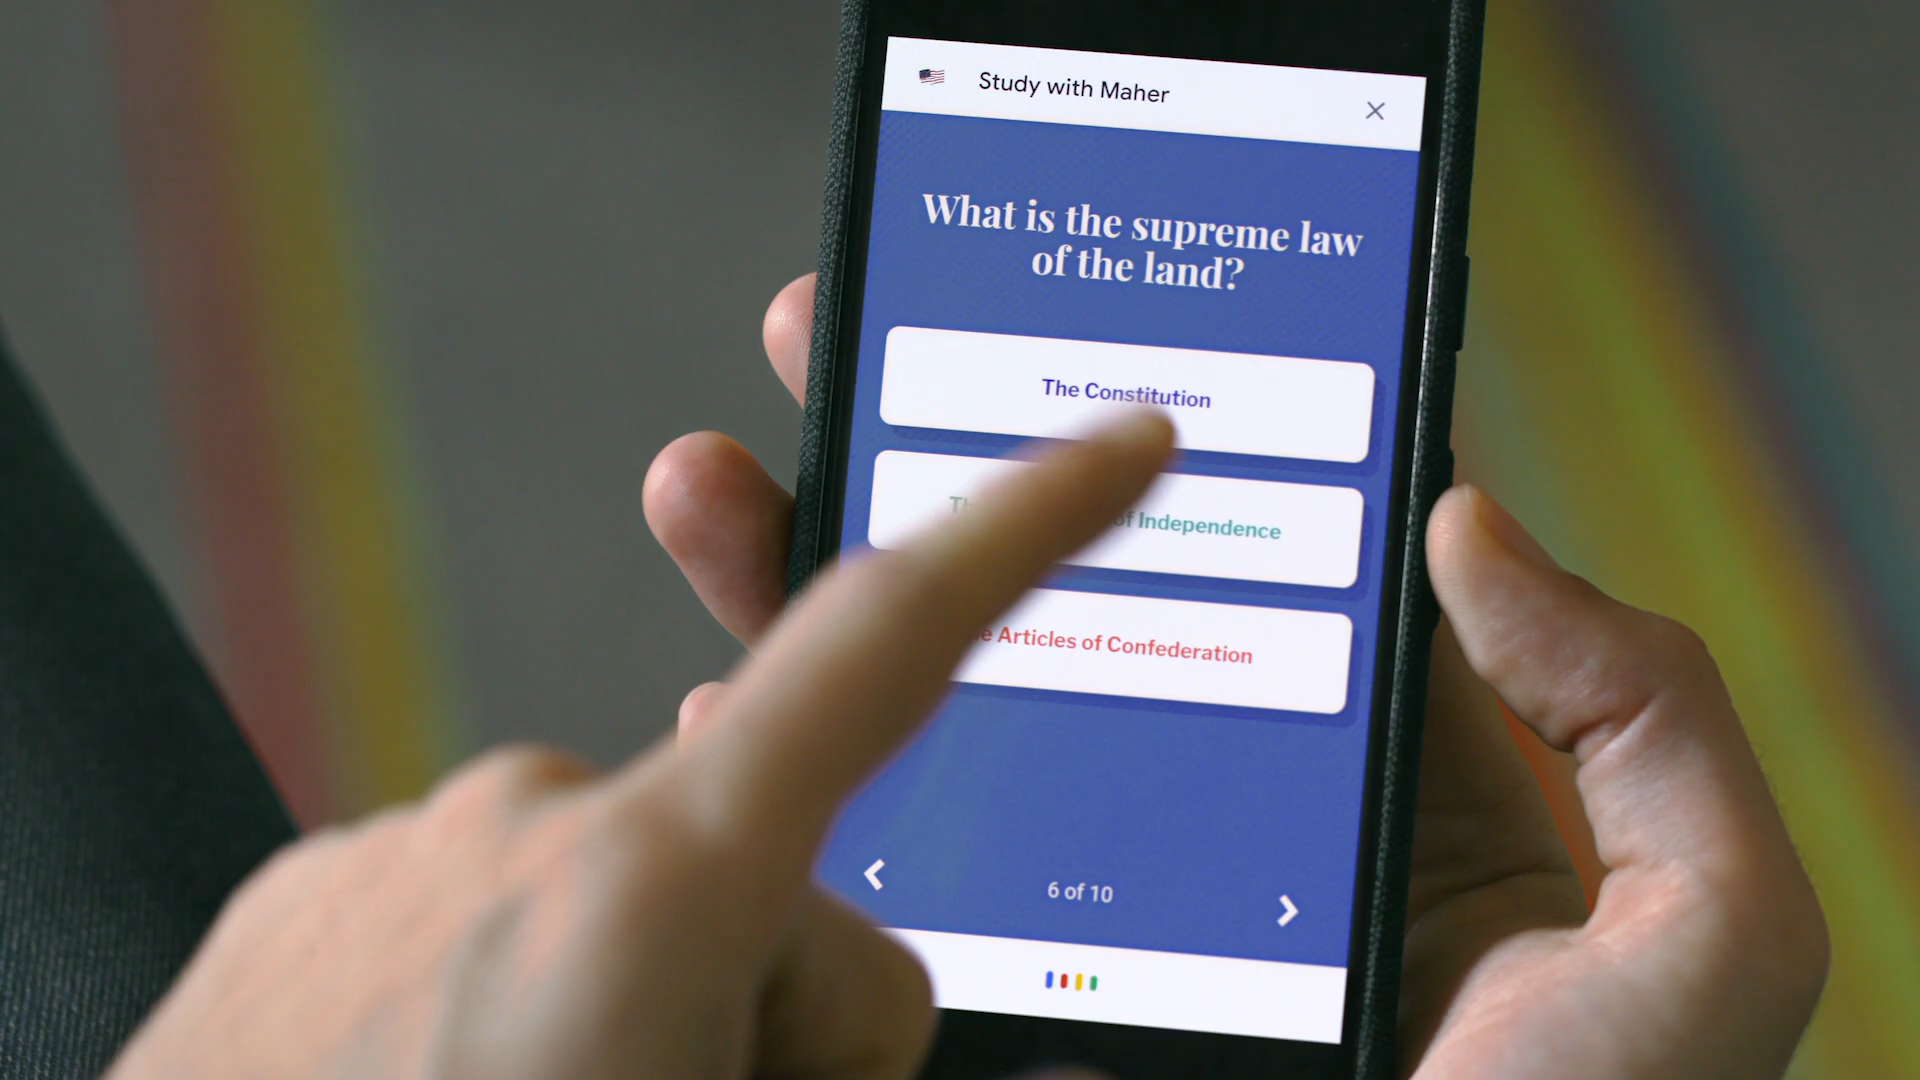 Study with Maher
What is the supreme law
of the land?
The Constitution
of Independence
Articles of Confederation
6 of 10